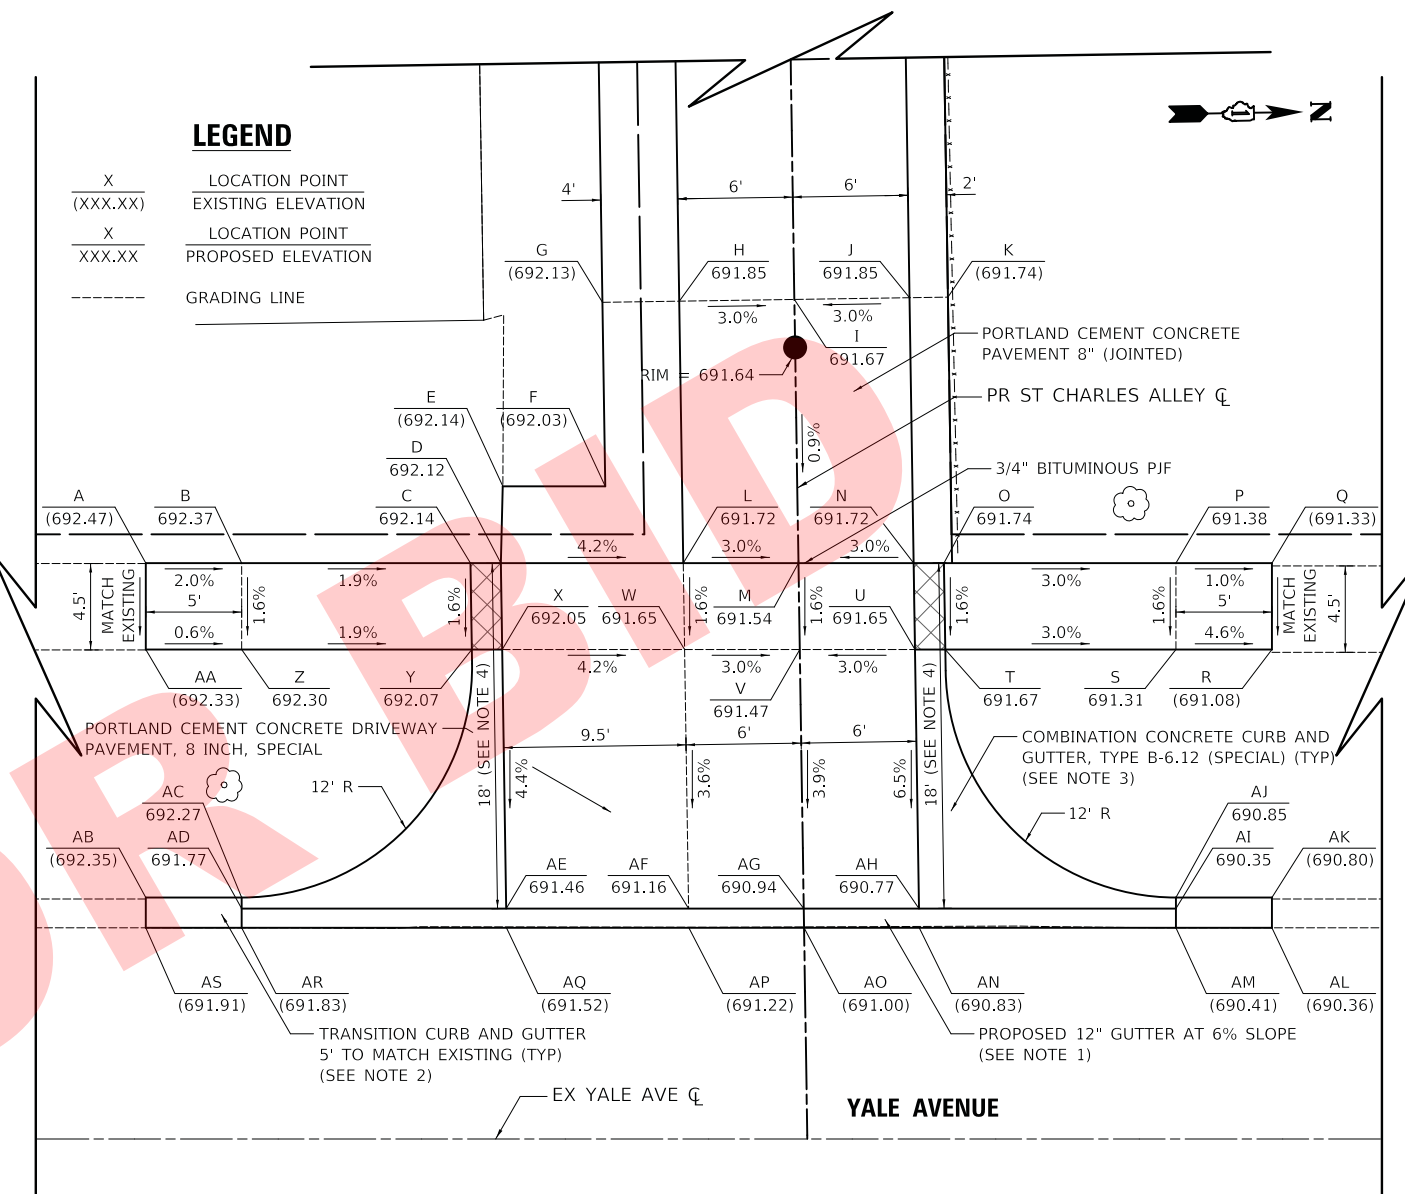 LEGEND
X
(XXX.XX)
LOCATION POINT
EXISTING ELEVATION
X
XXX.XX
LOCATION POINT
PROPOSED ELEVATION
GRADING LINE
N
4'
6'
6'
2'
G
(692.13)
H
691.85
J
691.85
K
(691.74)
3.0%
3.0%
I
691.67
RIM = 691.64
PORTLAND CEMENT CONCRETE
PAVEMENT 8" (JOINTED)
PR ST CHARLES ALLEY ℄
0.9%
3/4" BITUMINOUS PJF
E
(692.14)
F
(692.03)
D
692.12
A
(692.47)
B
692.37
C
692.14
L
691.72
N
691.72
O
691.74
P
691.38
Q
(691.33)
4.2%
3.0%
3.0%
4.5'
MATCH
EXISTING
2.0%
5'
0.6%
1.6%
1.9%
1.9%
1.6%
X
692.05
W
691.65
1.6%
M
691.54
1.6%
U
691.65
1.6%
3.0%
3.0%
1.6%
1.0%
5'
4.6%
MATCH
EXISTING
4.5'
4.2%
3.0%
3.0%
AA
(692.33)
Z
692.30
Y
692.07
V
691.47
T
691.67
S
691.31
R
(691.08)
PORTLAND CEMENT CONCRETE DRIVEWAY
PAVEMENT, 8 INCH, SPECIAL
18' (SEE NOTE 4)
9.5'
6'
6'
18' (SEE NOTE 4)
COMBINATION CONCRETE CURB AND
GUTTER, TYPE B-6.12 (SPECIAL) (TYP)
(SEE NOTE 3)
4.4%
3.6%
3.9%
6.5%
12' R
12' R
AC
692.27
AJ
690.85
AB
(692.35)
AD
691.77
AE
691.46
AF
691.16
AG
690.94
AH
690.77
AI
690.35
AK
(690.80)
AS
(691.91)
AR
(691.83)
AQ
(691.52)
AP
(691.22)
AO
(691.00)
AN
(690.83)
AM
(690.41)
AL
(690.36)
TRANSITION CURB AND GUTTER
5' TO MATCH EXISTING (TYP)
(SEE NOTE 2)
PROPOSED 12" GUTTER AT 6% SLOPE
(SEE NOTE 1)
EX YALE AVE ℄
YALE AVENUE
OR BID